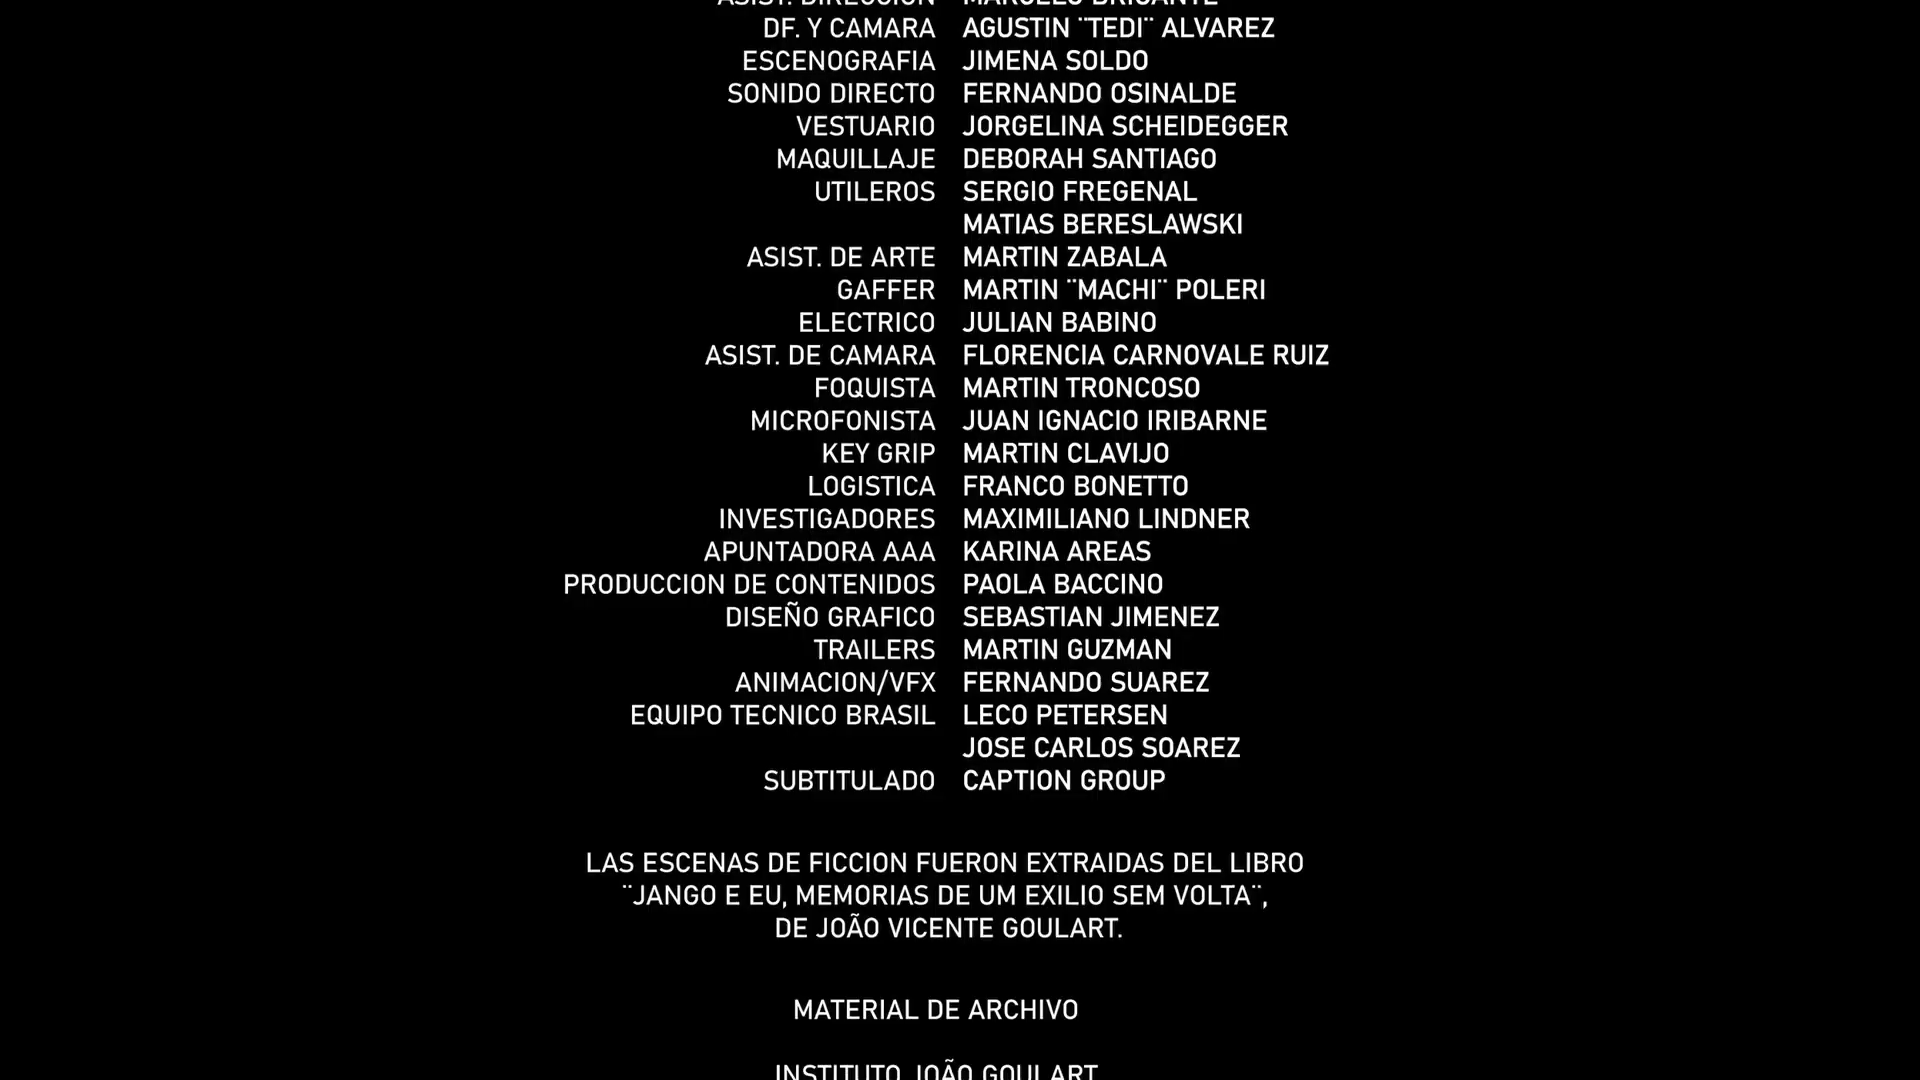 ASIST. DIRECCION MARCELO BRIGANTE
DF. Y CAMARA AGUSTIN ¨TEDI¨ ALVAREZ
ESCENOGRAFIA JIMENA SOLDO
SONIDO DIRECTO FERNANDO OSINALDE
VESTUARIO JORGELINA SCHEIDEGGER
MAQUILLAJE DEBORAH SANTIAGO
UTILEROS SERGIO FREGENAL
MATIAS BERESLAWSKI
ASIST. DE ARTE MARTIN ZABALA
GAFFER MARTIN ¨MACHI¨ POLERI
ELECTRICO JULIAN BABINO
ASIST. DE CAMARA FLORENCIA CARNOVALE RUIZ
FOQUISTA MARTIN TRONCOSO
MICROFONISTA JUAN IGNACIO IRIBARNE
KEY GRIP MARTIN CLAVIJO
LOGISTICA FRANCO BONETTO
INVESTIGADORES MAXIMILIANO LINDNER
APUNTADORA AAA KARINA AREAS
PRODUCCION DE CONTENIDOS PAOLA BACCINO
DISEÑO GRAFICO SEBASTIAN JIMENEZ
TRAILERS MARTIN GUZMAN
ANIMACION/VFX FERNANDO SUAREZ
EQUIPO TECNICO BRASIL LECO PETERSEN
JOSE CARLOS SOAREZ
SUBTITULADO CAPTION GROUP
LAS ESCENAS DE FICCION FUERON EXTRAIDAS DEL LIBRO
¨JANGO E EU, MEMORIAS DE UM EXILIO SEM VOLTA¨,
DE JOÃO VICENTE GOULART.
MATERIAL DE ARCHIVO
INSTITUTO JOÃO GOULART